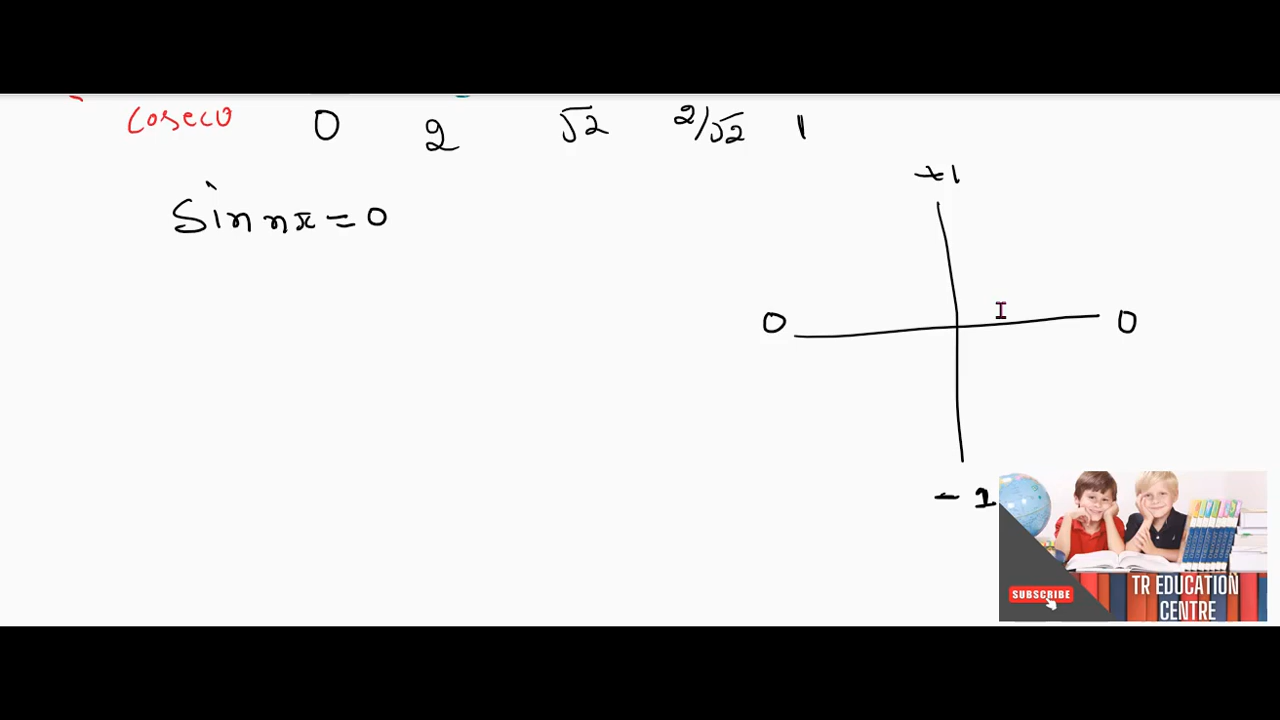 cosecθ 0 2 √2 2/√2 1
+1
Sin nπ = 0
0 0
- 1
SUBSCRIBE
TR EDUCATION
CENTRE